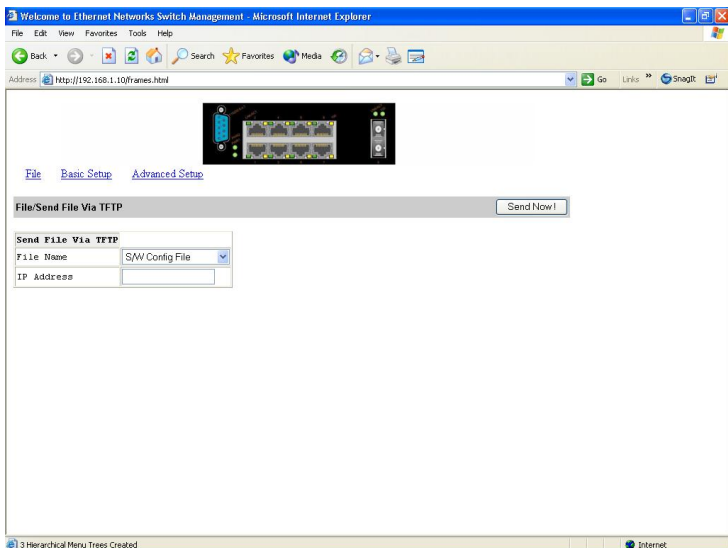 Welcome to Ethernet Networks Switch Management - Microsoft Internet Explorer
File Edit View Favorites Tools Help
Back Search Favorites Media
Address http://192.168.1.10/frames.html Go Links » SnagIt
File Basic Setup Advanced Setup
File/Send File Via TFTP Send Now!
Send File Via TFTP
File Name S/W Config File
IP Address
3 Hierarchical Menu Trees Created Internet